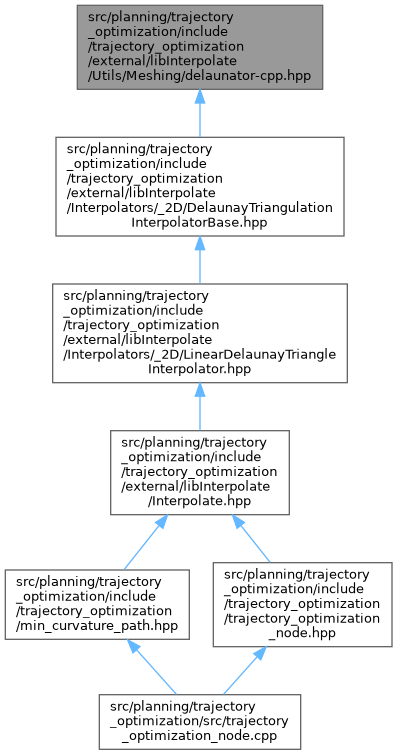 src/planning/trajectory
_optimization/include
/trajectory_optimization
/external/libInterpolate
/Utils/Meshing/delaunator-cpp.hpp
src/planning/trajectory
_optimization/include
/trajectory_optimization
/external/libInterpolate
/Interpolators/_2D/DelaunayTriangulation
InterpolatorBase.hpp
src/planning/trajectory
_optimization/include
/trajectory_optimization
/external/libInterpolate
/Interpolators/_2D/LinearDelaunayTriangle
Interpolator.hpp
src/planning/trajectory
_optimization/include
/trajectory_optimization
/external/libInterpolate
/Interpolate.hpp
src/planning/trajectory
_optimization/include
/trajectory_optimization
/min_curvature_path.hpp
src/planning/trajectory
_optimization/include
/trajectory_optimization
/trajectory_optimization
_node.hpp
src/planning/trajectory
_optimization/src/trajectory
_optimization_node.cpp